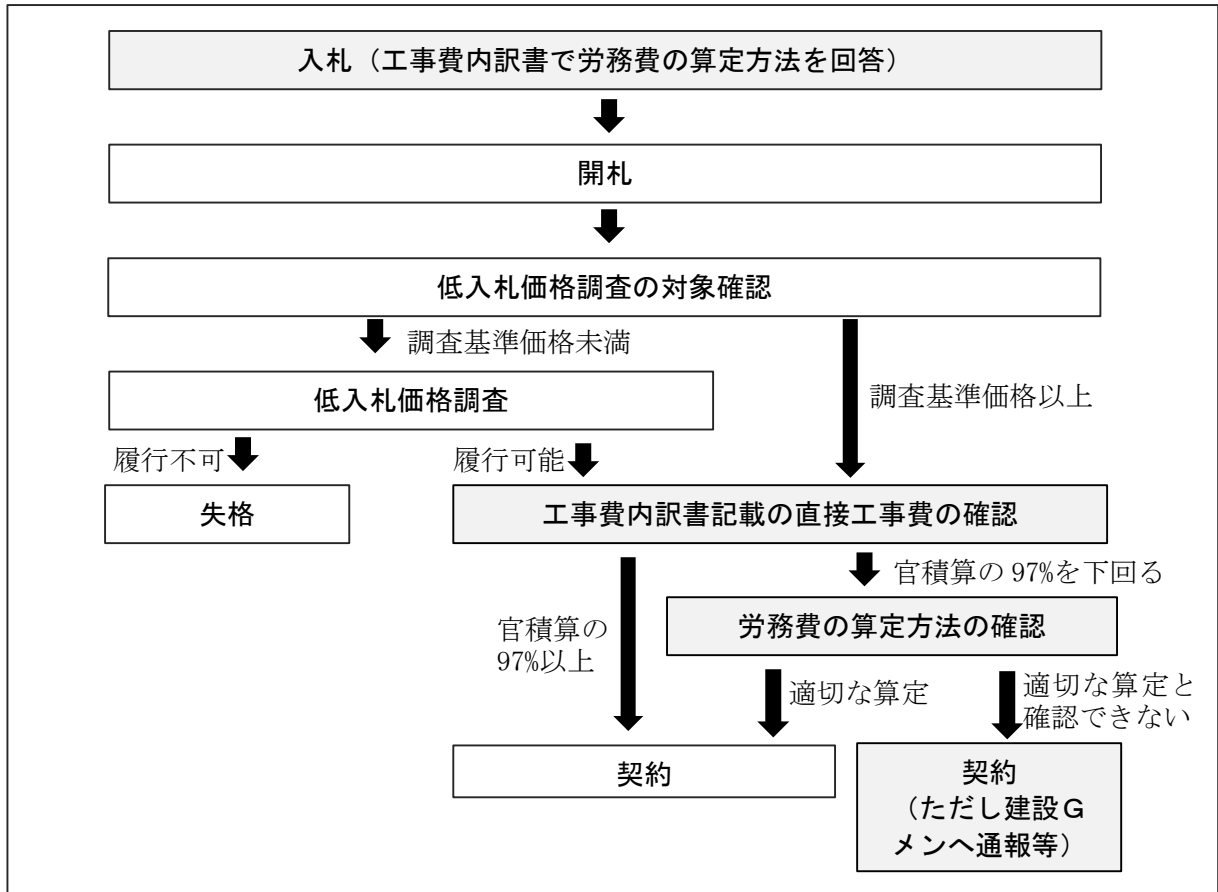 入札（工事費内訳書で労務費の算定方法を回答）
開札
低入札価格調査の対象確認
調査基準価格未満
低入札価格調査
調査基準価格以上
履行不可
履行可能
失格
工事費内訳書記載の直接工事費の確認
官積算の 97%を下回る
労務費の算定方法の確認
官積算の
97%以上
適切な算定
適切な算定と
確認できない
契約
契約
（ただし建設Ｇ
メンへ通報等）